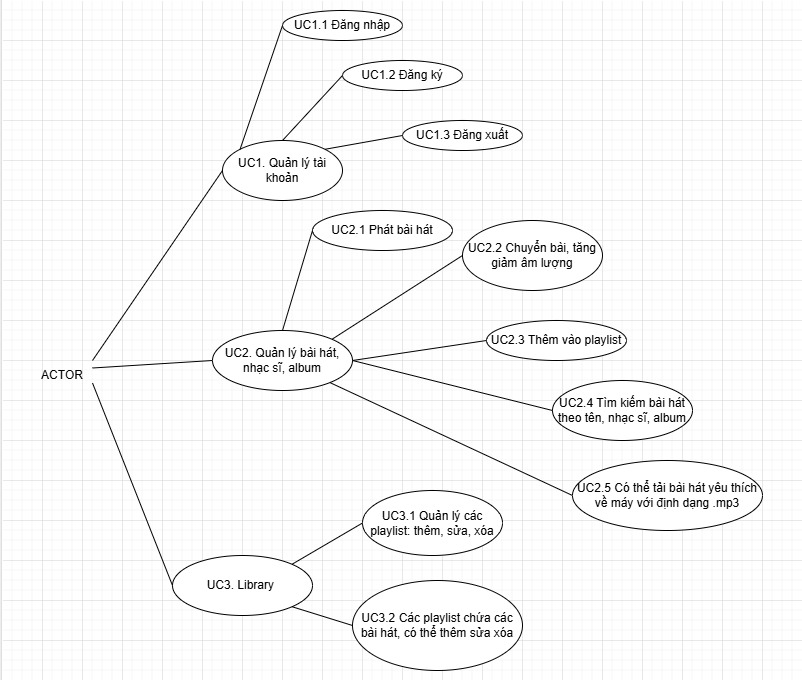 UC1.1 Đăng nhập
UC1.2 Đăng ký
UC1.3 Đăng xuất
UC1. Quản lý tài
khoản
UC2.1 Phát bài hát
UC2.2 Chuyển bài, tăng
giảm âm lượng
UC2.3 Thêm vào playlist
UC2. Quản lý bài hát,
nhạc sĩ, album
ACTOR
UC2.4 Tìm kiếm bài hát
theo tên, nhạc sĩ, album
UC2.5 Có thể tải bài hát yêu thích
về máy với định dạng .mp3
UC3.1 Quản lý các
playlist: thêm, sửa, xóa
UC3. Library
UC3.2 Các playlist chứa các
bài hát, có thể thêm sửa xóa